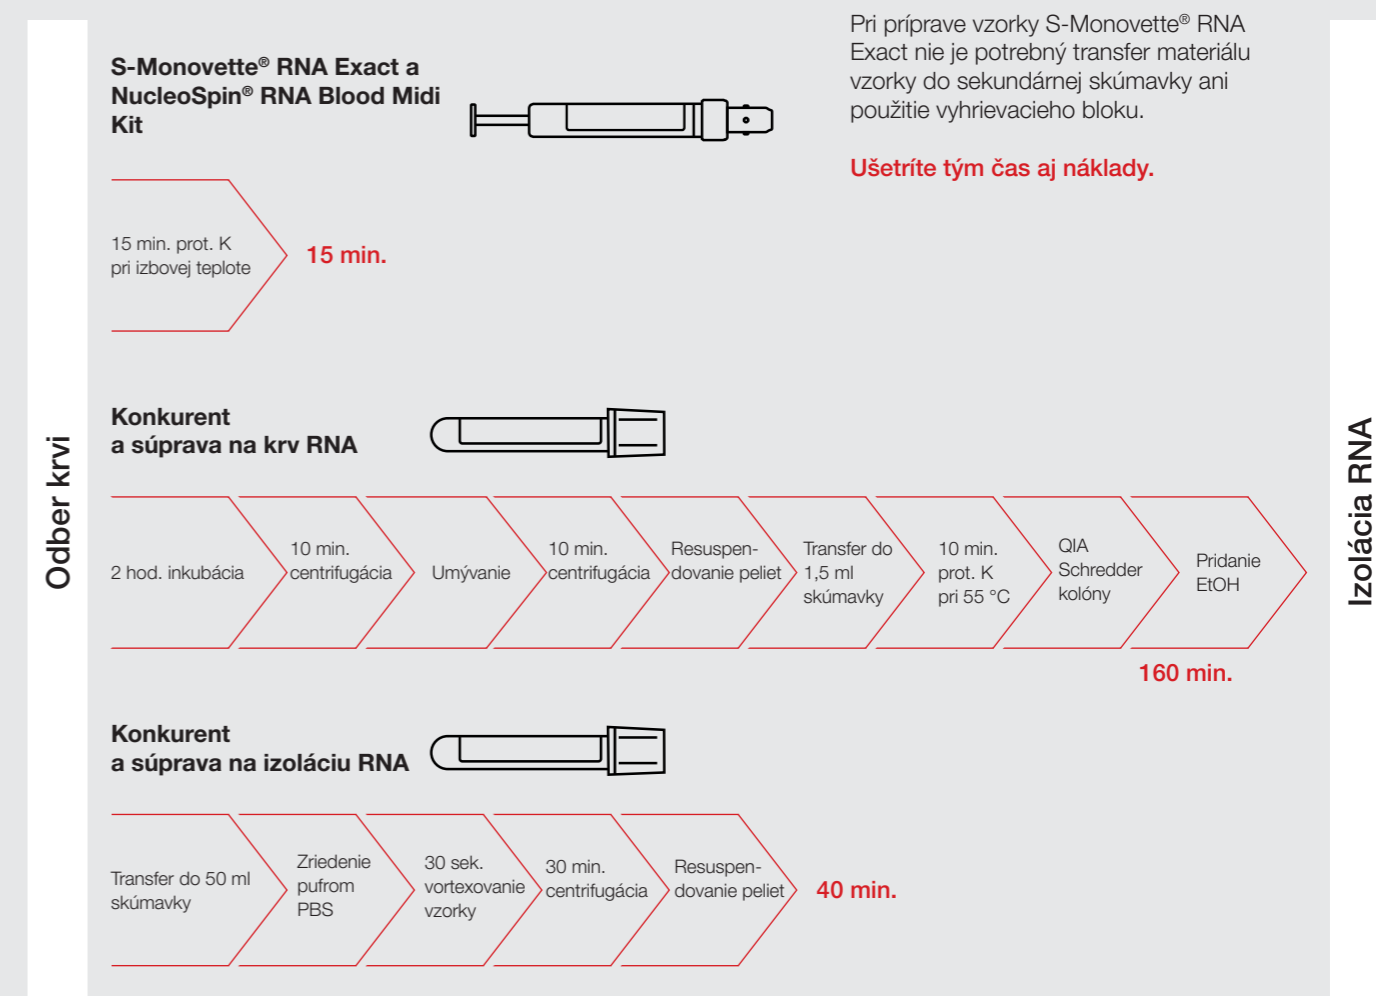 Odber krvi
S-Monovette® RNA Exact a
NucleoSpin® RNA Blood Midi
Kit
Pri príprave vzorky S-Monovette® RNA
Exact nie je potrebný transfer materiálu
vzorky do sekundárnej skúmavky ani
použitie vyhrievacieho bloku.
Ušetríte tým čas aj náklady.
15 min. prot. K
pri izbovej teplote
15 min.
Konkurent
a súprava na krv RNA
2 hod. inkubácia
10 min.
centrifugácia
Umývanie
10 min.
centrifugácia
Resuspen-
dovanie peliet
Transfer do
1,5 ml
skúmavky
10 min.
prot. K
pri 55 °C
QIA
Schredder
kolóny
Pridanie
EtOH
160 min.
Konkurent
a súprava na izoláciu RNA
Transfer do 50 ml
skúmavky
Zriedenie
pufrom
PBS
30 sek.
vortexovanie
vzorky
30 min.
centrifugácia
Resuspen-
dovanie peliet
40 min.
Izolácia RNA